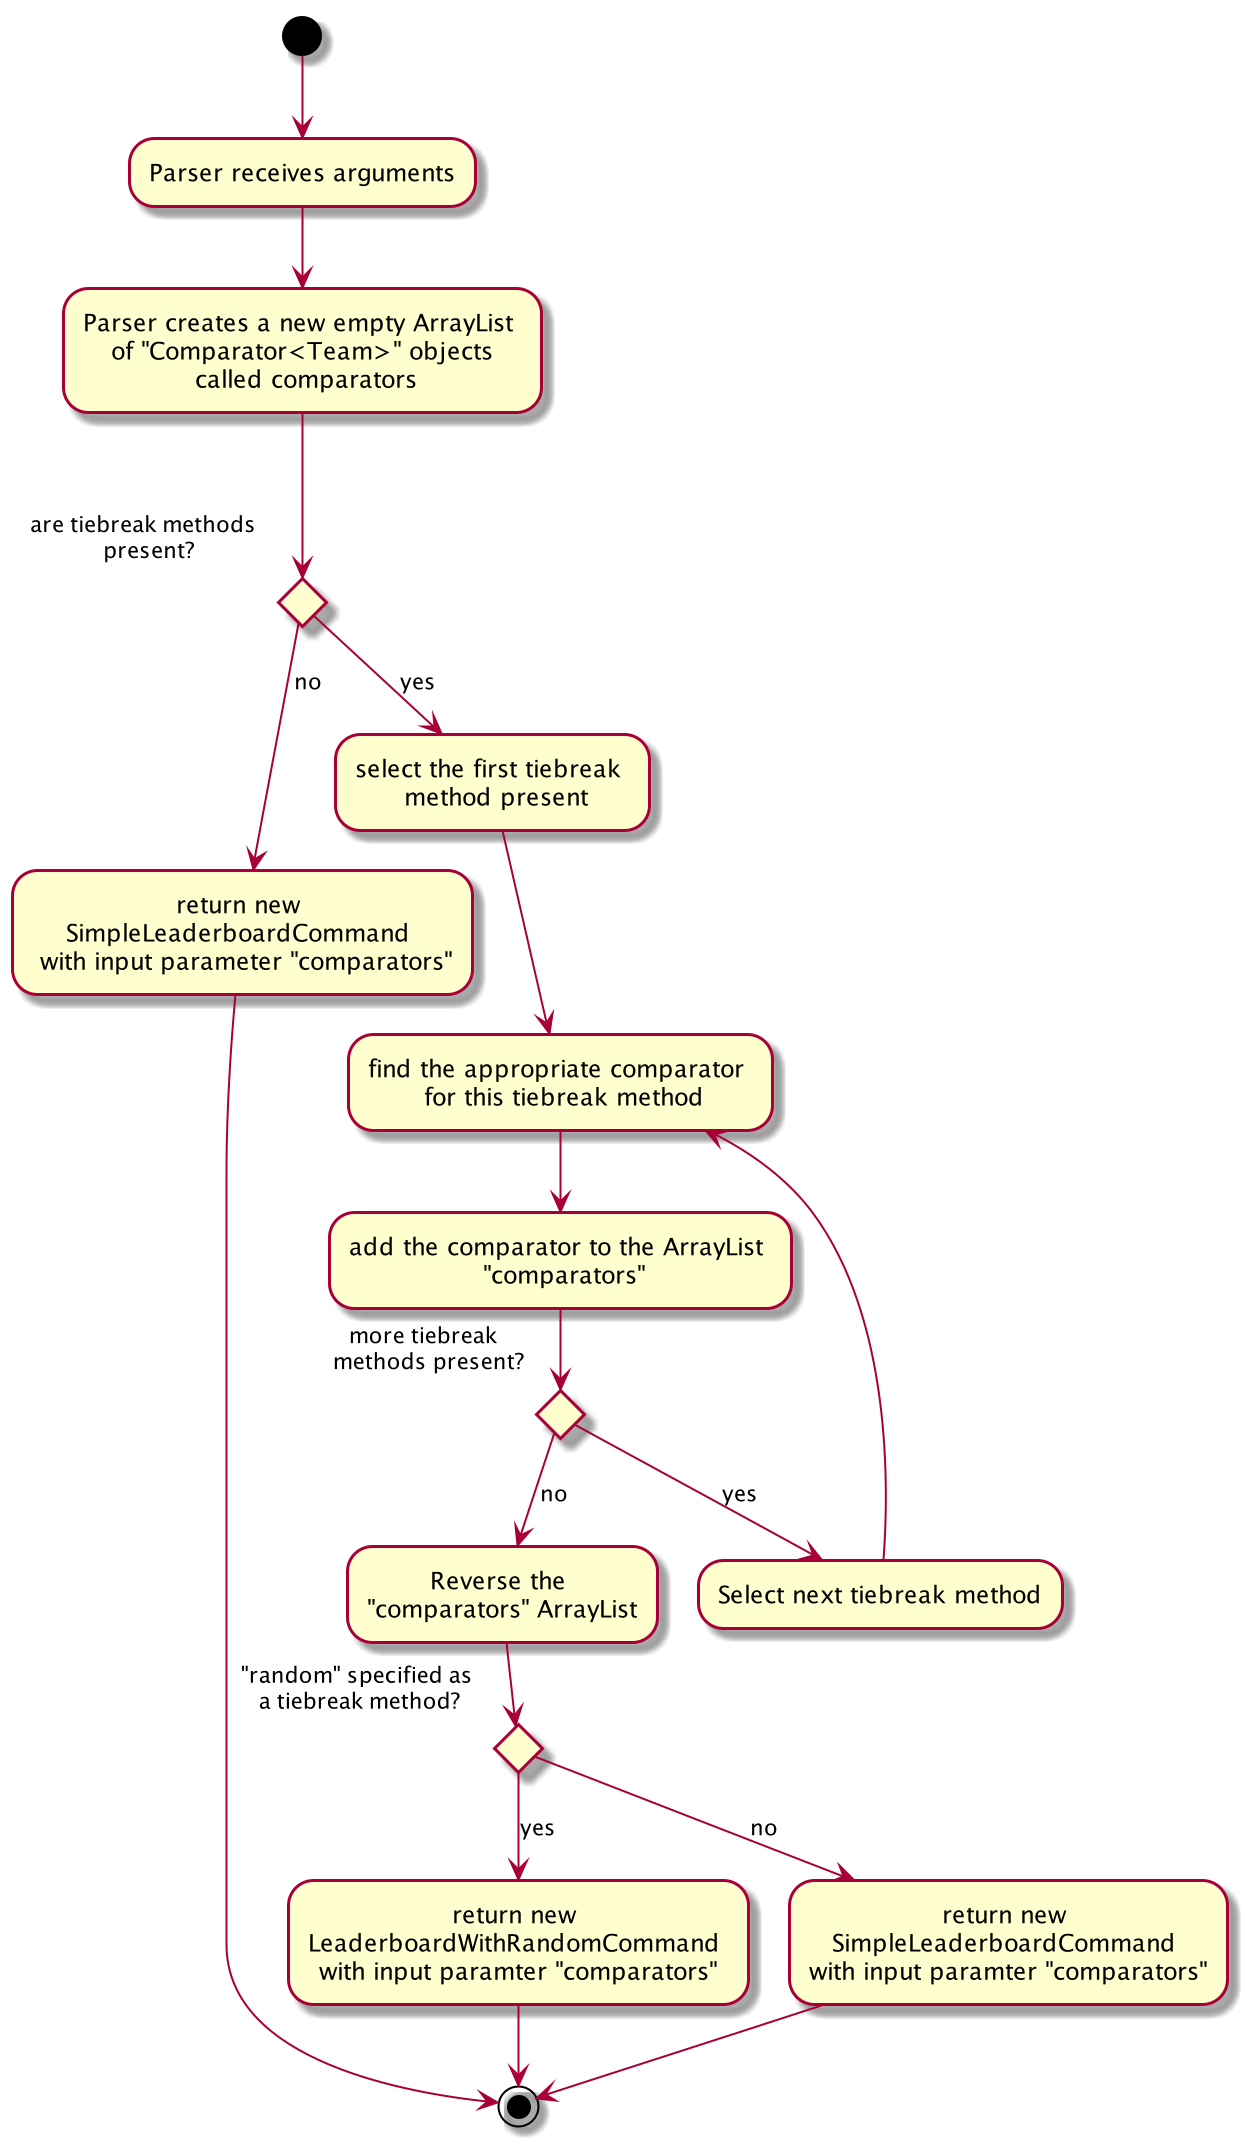 Parser receives arguments
Parser creates a new empty ArrayList
of "Comparator<Team>" objects
called comparators
are tiebreak methods
present?
no
yes
select the first tiebreak
method present
return new
SimpleLeaderboardCommand
with input parameter "comparators"
find the appropriate comparator
for this tiebreak method
add the comparator to the ArrayList
"comparators"
more tiebreak
methods present?
no
yes
Reverse the
"comparators" ArrayList
Select next tiebreak method
"random" specified as
a tiebreak method?
yes
no
return new
LeaderboardWithRandomCommand
with input paramter "comparators"
return new
SimpleLeaderboardCommand
with input paramter "comparators"